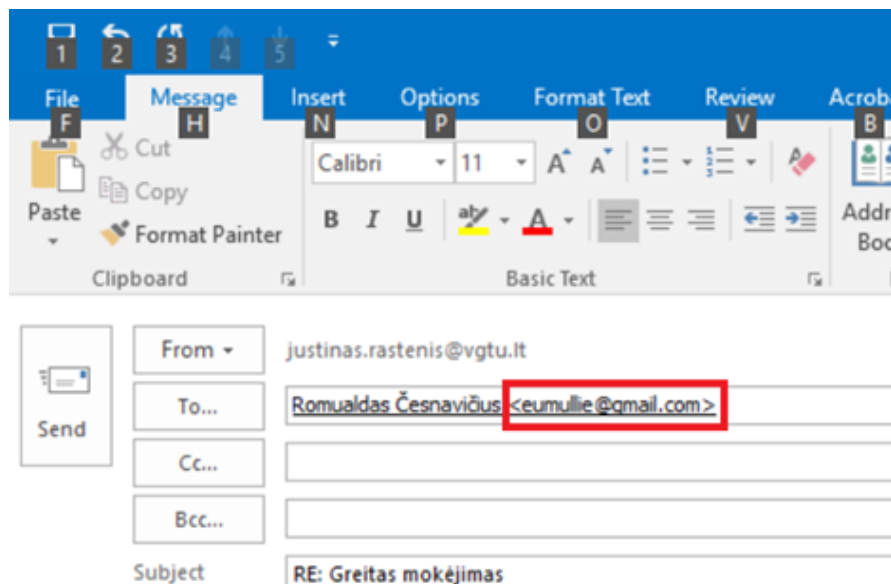 1 2 3 4 5
File Message Insert Options Format Text Review Acroba
F H N P O V B
Cut
Calibri 11 A A
Copy
Paste Format Painter B I U aby A Addr
Boo
Clipboard Basic Text
From justinas.rastenis@vgtu.lt
To... Romualdas Česnavičius <eumullie@gmail.com>
Send
Cc...
Bcc...
Subject RE: Greitas mokėjimas